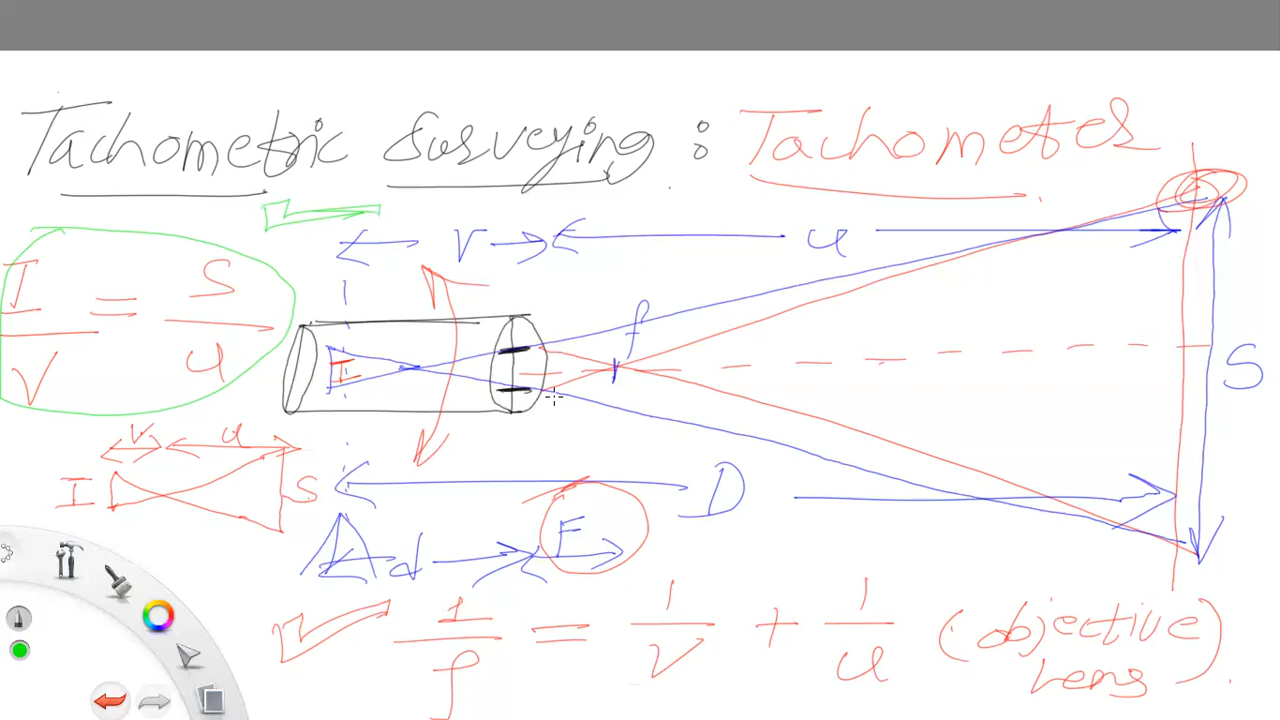 Tachometric Surveying : Tachometer
v u
I/V = S/u
f
I
S
v u
I S
D
d F
1/f = 1/v + 1/u (objective lens).